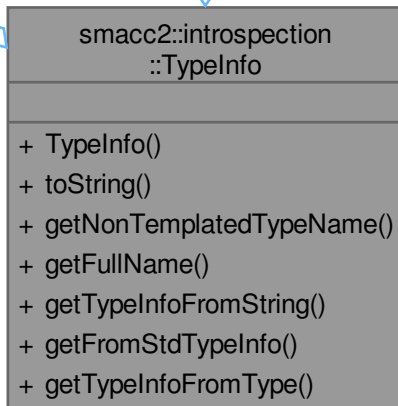 smacc2::introspection
::TypeInfo
+ TypeInfo()
+ toString()
+ getNonTemplatedTypeName()
+ getFullName()
+ getTypeInfoFromString()
+ getFromStdTypeInfo()
+ getTypeInfoFromType()